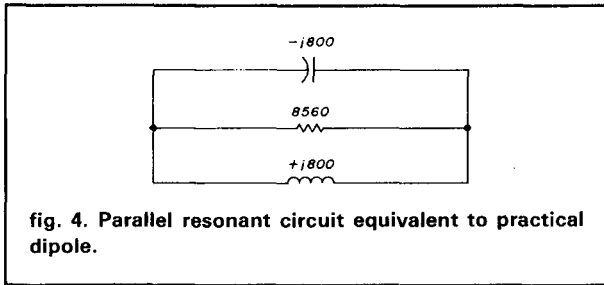 -j800
8560
+j800
fig. 4. Parallel resonant circuit equivalent to practical
dipole.